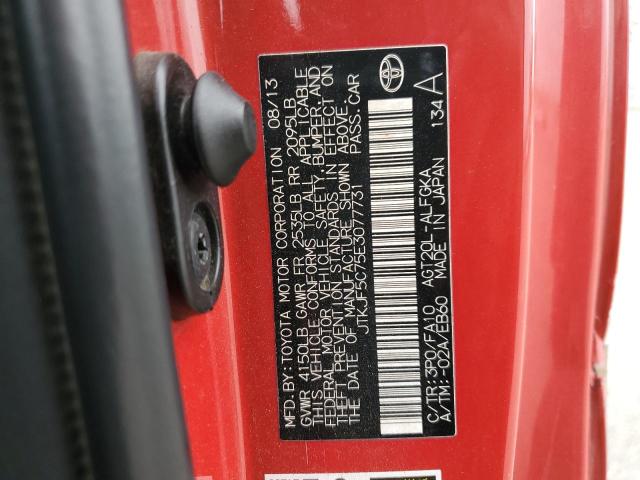 MFD.BY:TOYOTA MOTOR CORPORATION 08/13
GVWR 4150LB GAWR FR 2535LB RR 2095LB
THIS VEHICLE CONFORMS TO ALL APPLICABLE
FEDERAL MOTOR VEHICLE SAFETY,BUMPER,AND
THEFT PREVENTION STANDARDS IN EFFECT ON
THE DATE OF MANUFACTURE SHOWN ABOVE.
JTKJF5C75E3077731 PASS.CAR
C/TR:3P0/FA10 AGT20L-ALFGKA
A/TM:-02A/EB60 MADE IN JAPAN 134 A